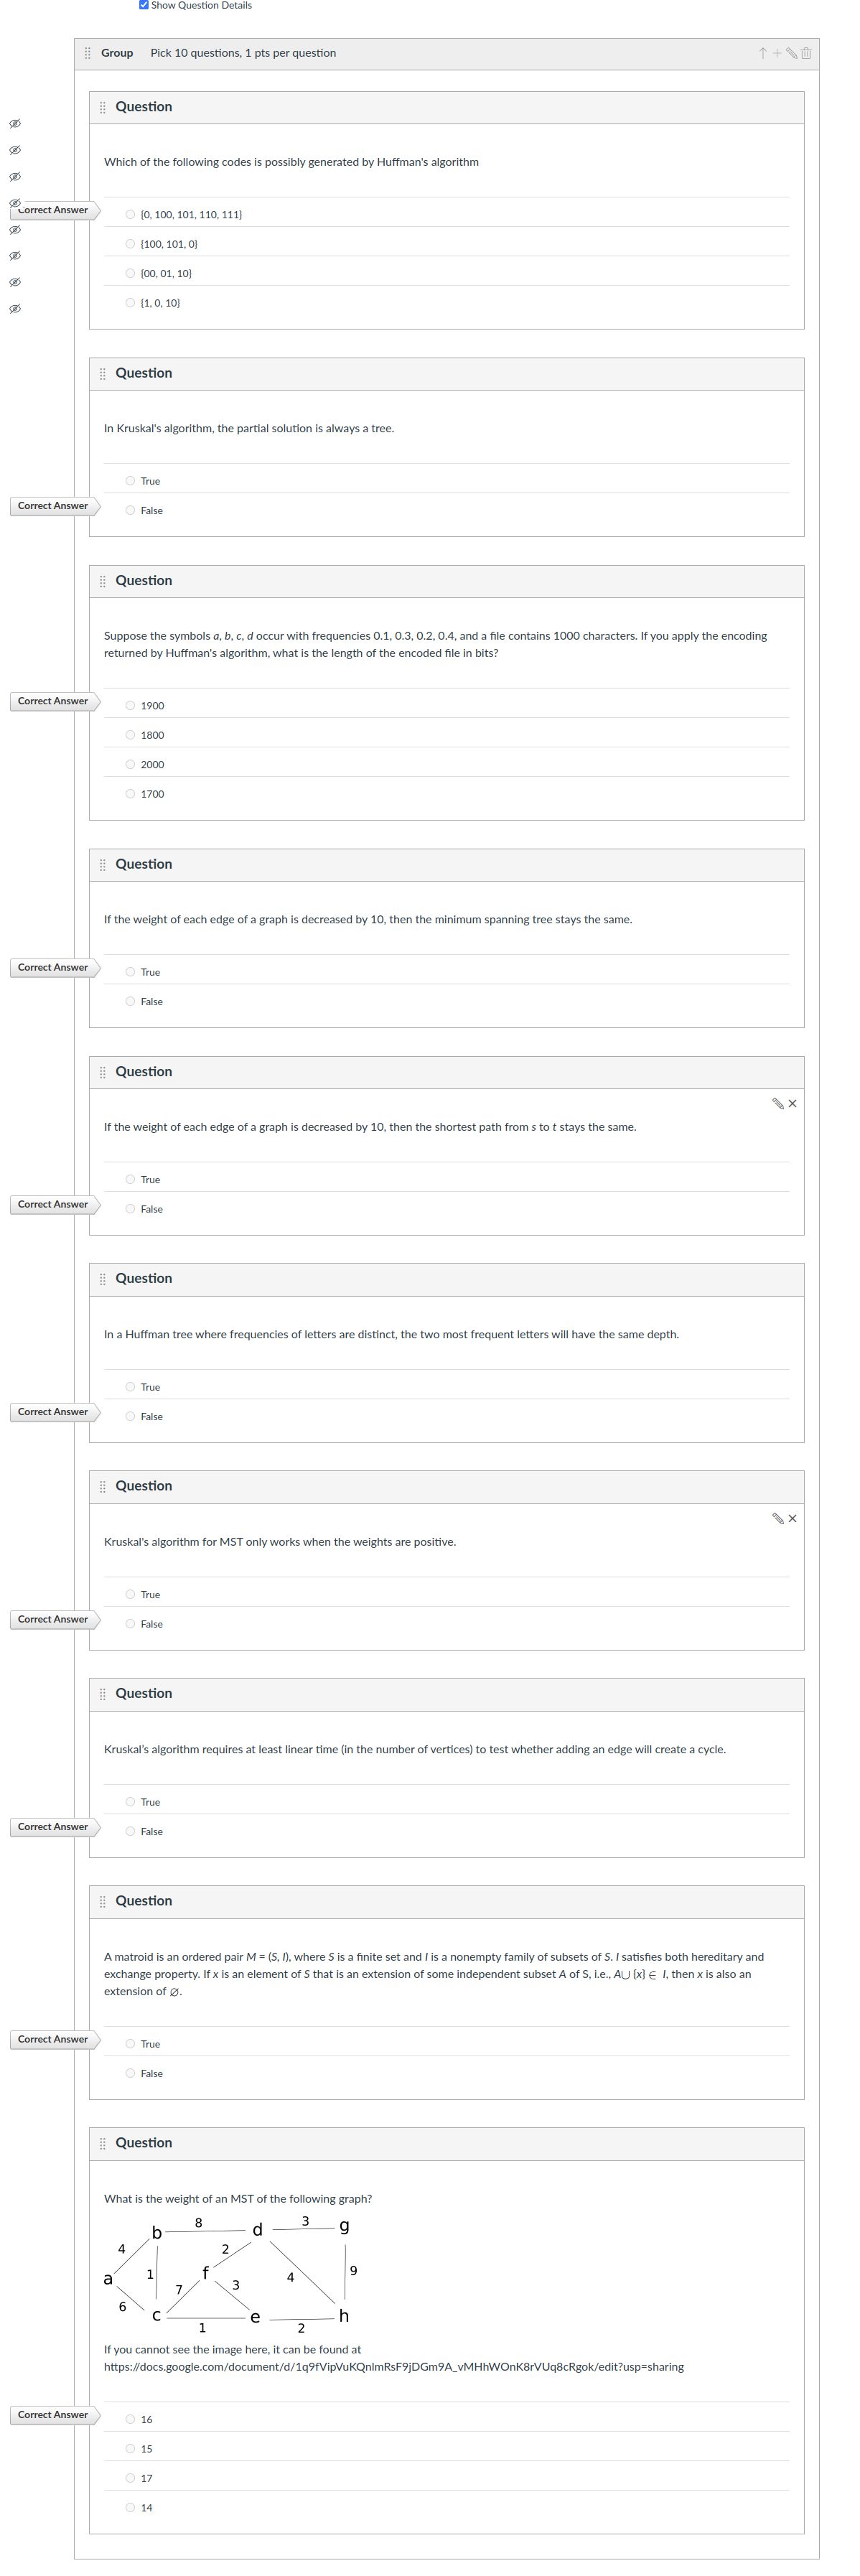 Show Question Details
Group Pick 10 questions, 1 pts per question
Question
Which of the following codes is possibly generated by Huffman's algorithm
Correct Answer
{0, 100, 101, 110, 111}
{100, 101, 0}
{00, 01, 10}
{1, 0, 10}
Question
In Kruskal's algorithm, the partial solution is always a tree.
True
Correct Answer
False
Question
Suppose the symbols a, b, c, d occur with frequencies 0.1, 0.3, 0.2, 0.4, and a file contains 1000 characters. If you apply the encoding
returned by Huffman's algorithm, what is the length of the encoded file in bits?
Correct Answer
1900
1800
2000
1700
Question
If the weight of each edge of a graph is decreased by 10, then the minimum spanning tree stays the same.
Correct Answer
True
False
Question
If the weight of each edge of a graph is decreased by 10, then the shortest path from s to t stays the same.
True
Correct Answer
False
Question
In a Huffman tree where frequencies of letters are distinct, the two most frequent letters will have the same depth.
True
Correct Answer
False
Question
Kruskal's algorithm for MST only works when the weights are positive.
True
Correct Answer
False
Question
Kruskal's algorithm requires at least linear time (in the number of vertices) to test whether adding an edge will create a cycle.
True
Correct Answer
False
Question
A matroid is an ordered pair M = (S, I), where S is a finite set and I is a nonempty family of subsets of S. I satisfies both hereditary and
exchange property. If x is an element of S that is an extension of some independent subset A of S, i.e., A∪ {x} ∈ I, then x is also an
extension of ∅.
Correct Answer
True
False
Question
What is the weight of an MST of the following graph?
b 8 d 3 g
4 2
a 1 f 4 9
7 3
6 c e h
1 2
If you cannot see the image here, it can be found at
https://docs.google.com/document/d/1q9fVipVuKQnlmRsF9jDGm9A_vMHhWOnK8rVUq8cRgok/edit?usp=sharing
Correct Answer
16
15
17
14